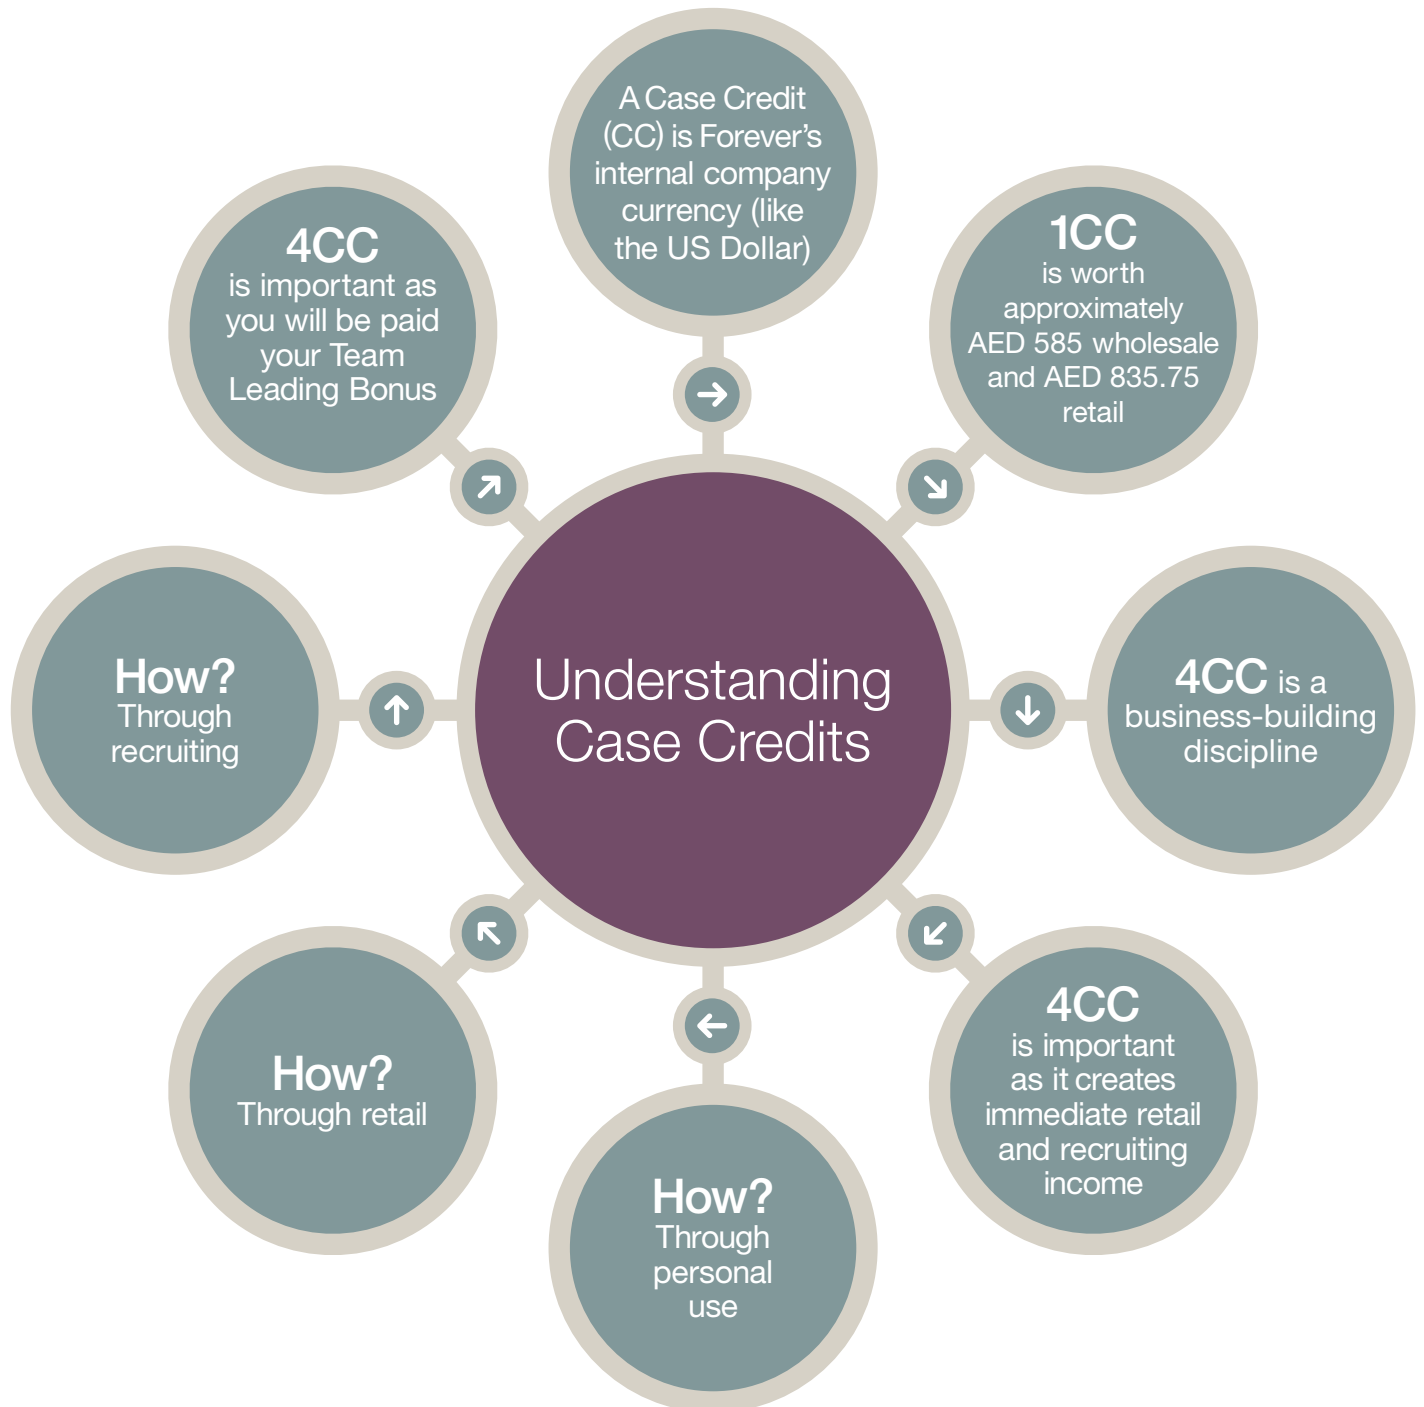 A Case Credit
(CC) is Forever's
internal company
currency (like
the US Dollar)
1CC
is worth
approximately
AED 585 wholesale
and AED 835.75
retail
4CC is a
business-building
discipline
4CC
is important
as it creates
immediate retail
and recruiting
income
How?
Through
personal
use
How?
Through retail
How?
Through
recruiting
4CC
is important as
you will be paid
your Team
Leading Bonus
Understanding
Case Credits